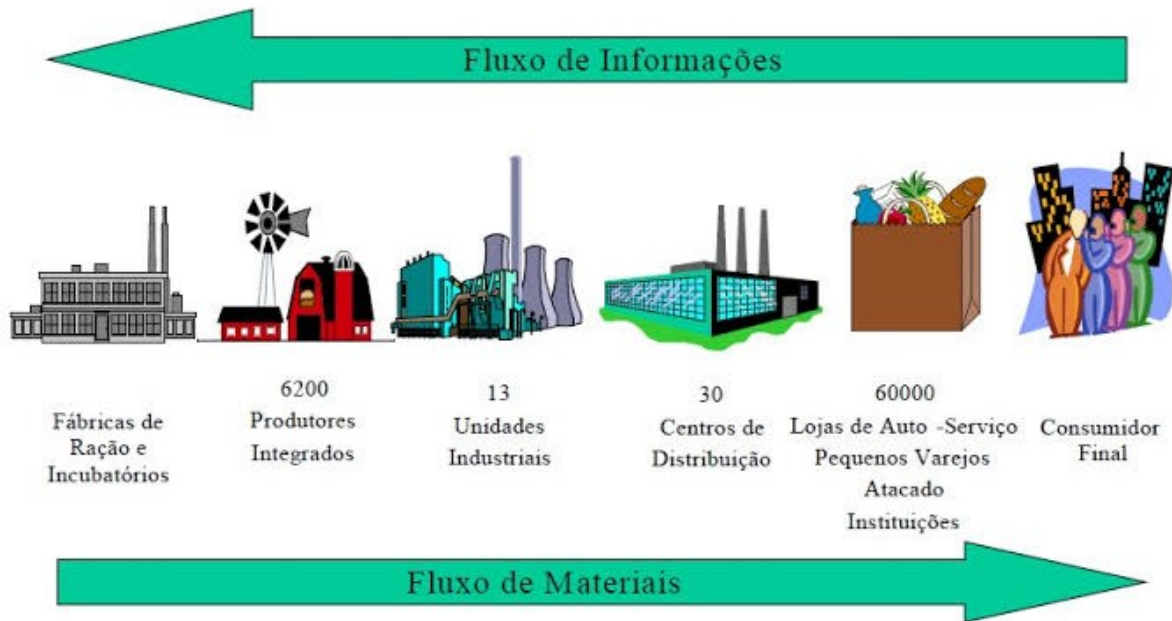 Fluxo de Informações
Fábricas de
Ração e
Incubatórios
6200
Produtores
Integrados
13
Unidades
Industriais
30
Centros de
Distribuição
60000
Lojas de Auto -Serviço
Pequenos Varejos
Atacado
Instituições
Consumidor
Final
Fluxo de Materiais